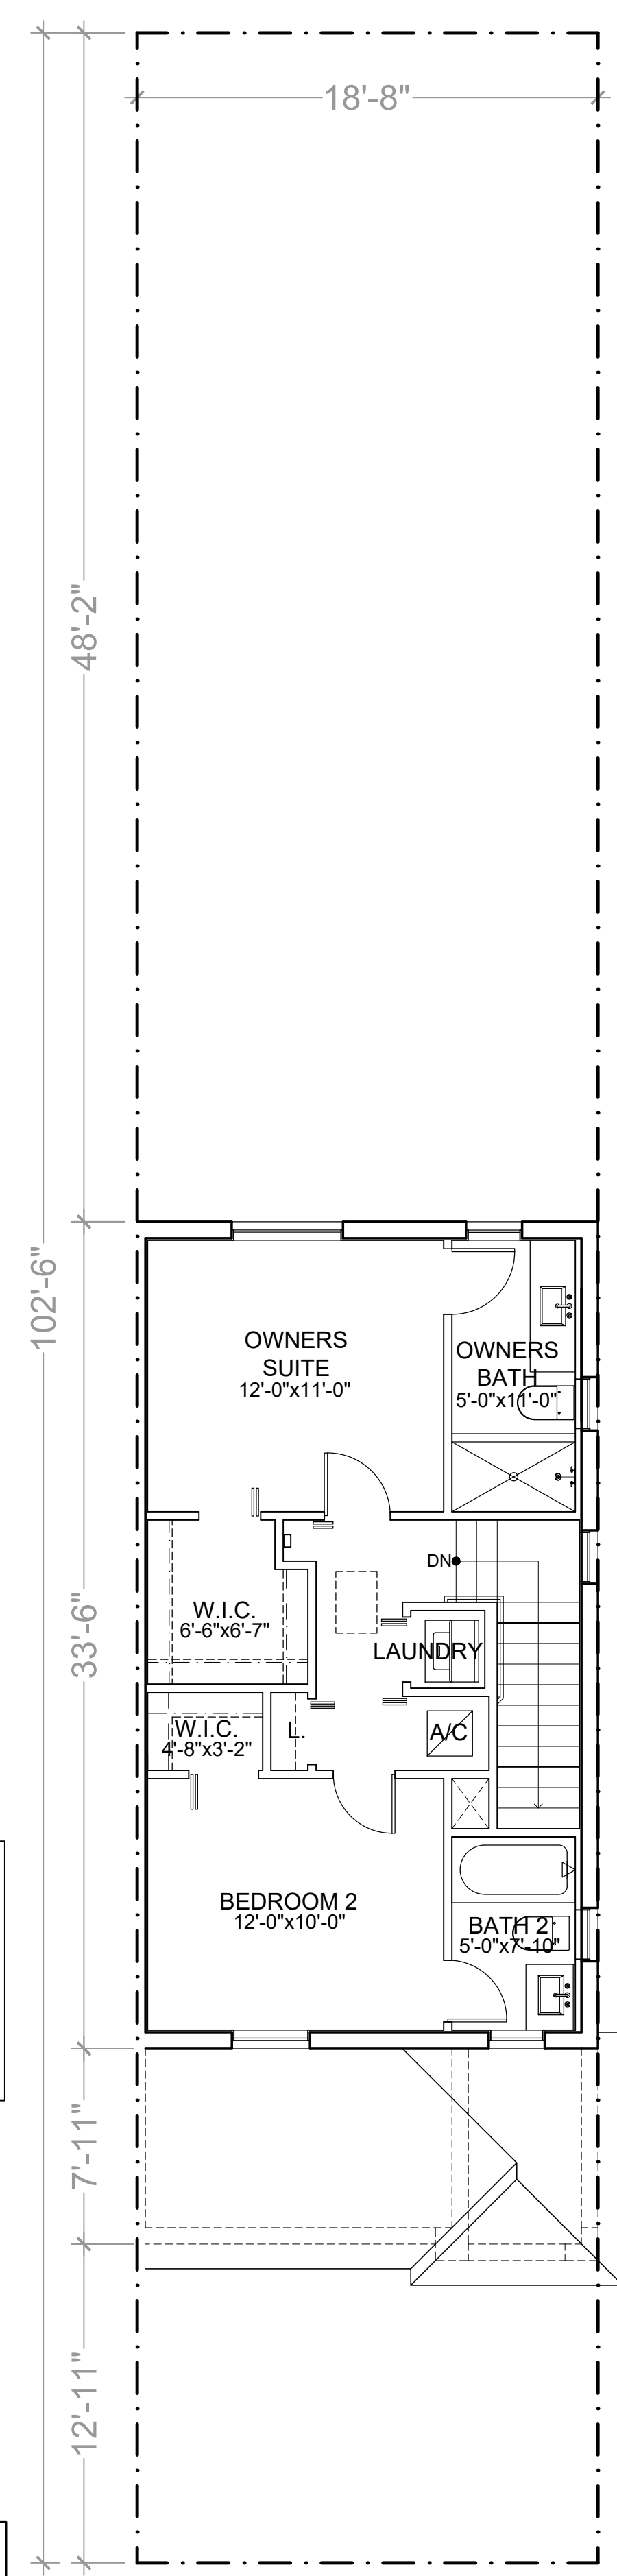 18'-8"
48'-2"
102'-6"
OWNERS
SUITE
12'-0"x11'-0"
OWNERS
BATH
5'-0"x11'-0"
DN
W.I.C.
6'-6"x6'-7"
LAUNDRY
33'-6"
W.I.C.
4'-8"x3'-2"
L.
A/C
BEDROOM 2
12'-0"x10'-0"
BATH 2
5'-0"x7'-10"
7'-11"
12'-11"